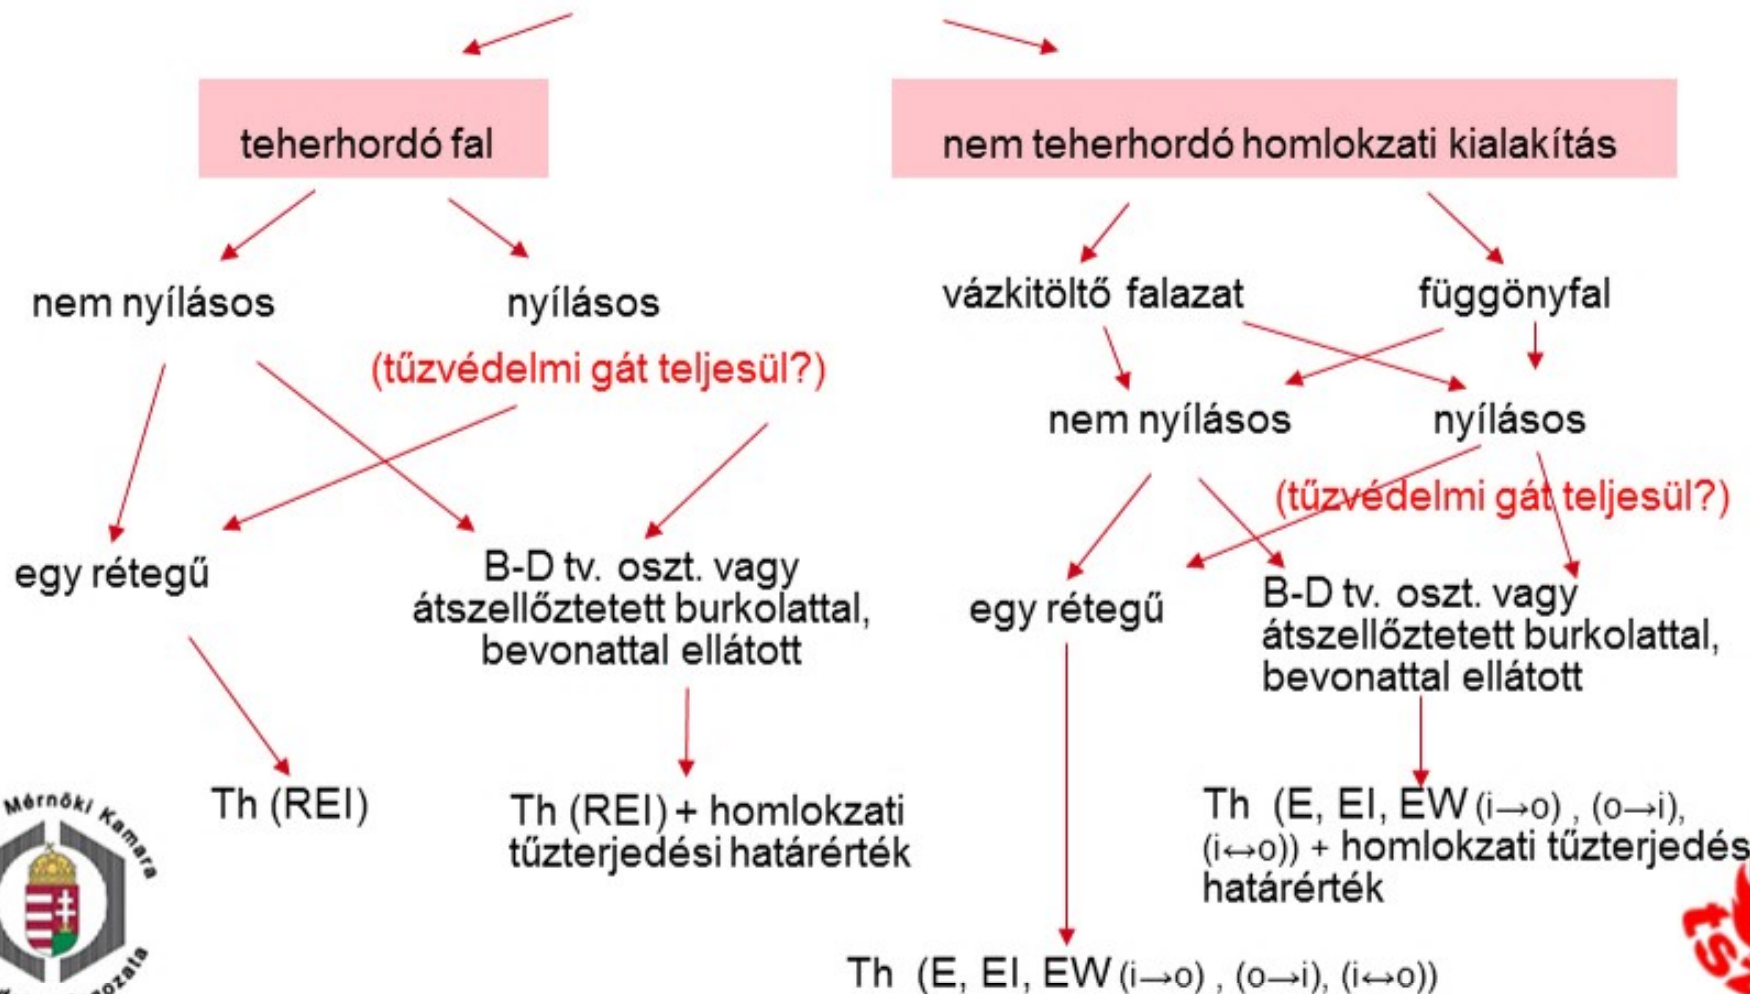 teherhordó fal
nem teherhordó homlokzati kialakítás
nem nyílásos
nyílásos
(tűzvédelmi gát teljesül?)
vázkitöltő falazat
függönyfal
nem nyílásos
nyílásos
(tűzvédelmi gát teljesül?)
egy rétegű
B-D tv. oszt. vagy
átszellőztetett burkolattal,
bevonattal ellátott
egy rétegű
B-D tv. oszt. vagy
átszellőztetett burkolattal,
bevonattal ellátott
Th (REI)
Th (REI) + homlokzati
tűzterjedési határérték
Th (E, EI, EW (i→o) , (o→i),
(i↔o)) + homlokzati tűzterjedés
határérték
Th (E, EI, EW (i→o) , (o→i), (i↔o))
Mérnöki Kamara